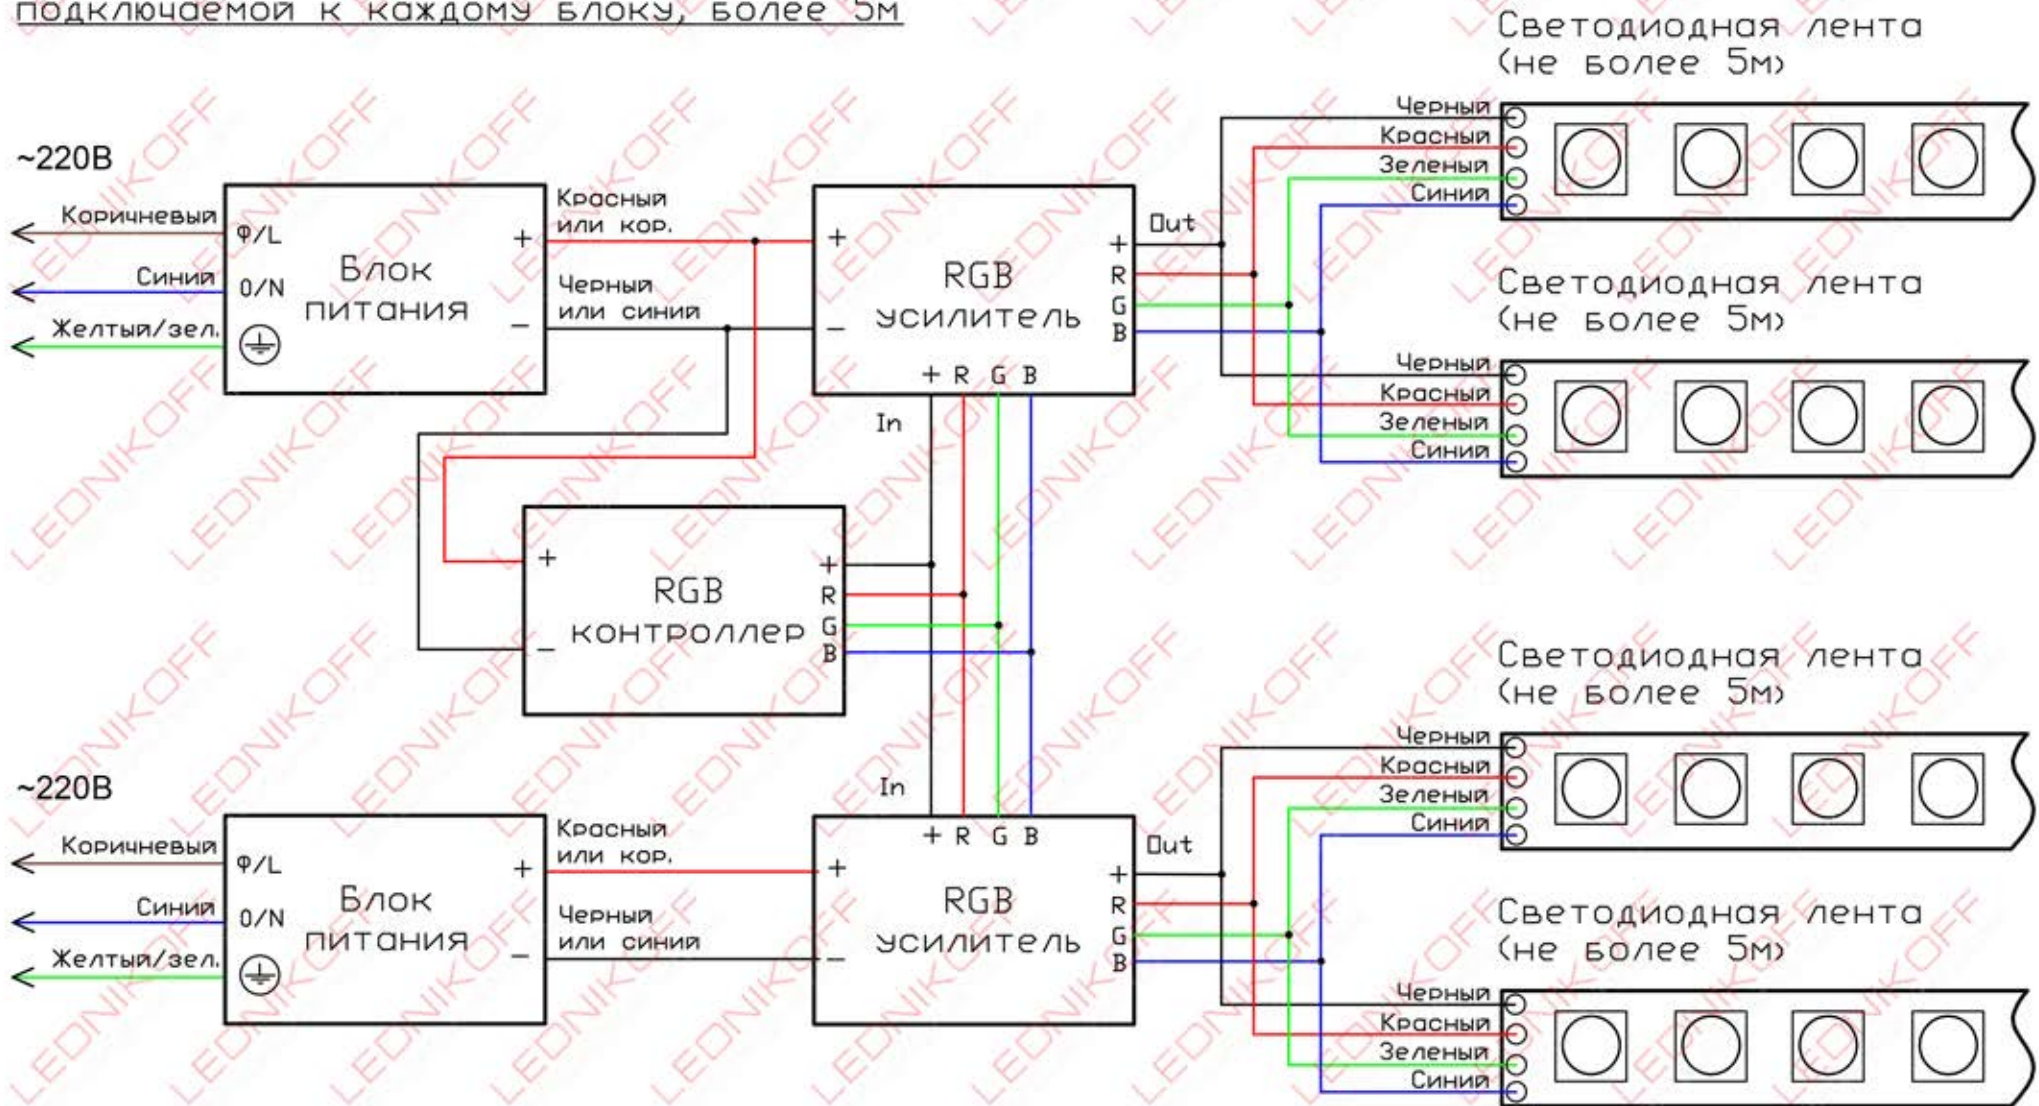 подключаемой к каждому блоку, более 5м
Светодиодная лента
(не более 5м)
Черный
Красный
Зеленый
Синий
~220В
Коричневый
Синий
Желтый/зел.
Ф/L
0/N
Блок
питания
+
−
Красный
или кор.
Черный
или синий
+
−
RGB
усилитель
Out
+
R
G
B
+ R G B
In
Светодиодная лента
(не более 5м)
Черный
Красный
Зеленый
Синий
+
−
RGB
контроллер
+
R
G
B
Светодиодная лента
(не более 5м)
Черный
Красный
Зеленый
Синий
~220В
Коричневый
Синий
Желтый/зел.
Ф/L
0/N
Блок
питания
+
−
Красный
или кор.
Черный
или синий
In
+ R G B
+
−
RGB
усилитель
Out
+
R
G
B
Светодиодная лента
(не более 5м)
Черный
Красный
Зеленый
Синий
LEDNIKOFF